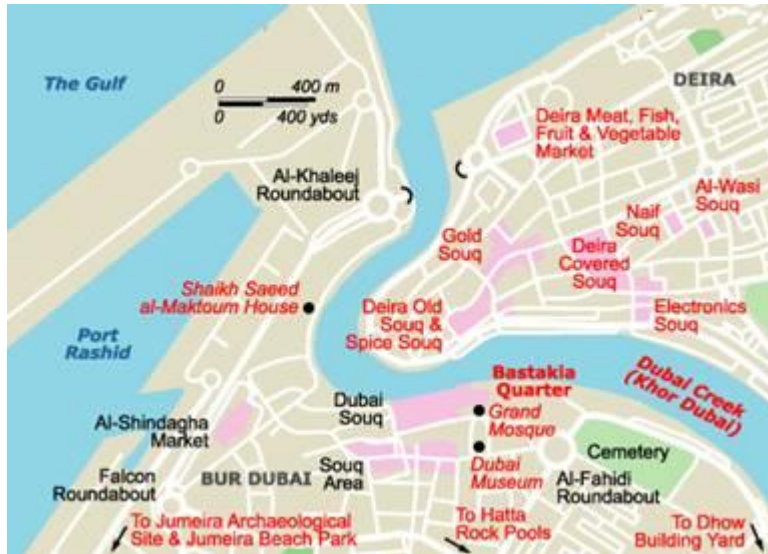 The Gulf
0 400 m
0 400 yds
DEIRA
Deira Meat, Fish,
Fruit & Vegetable
Market
Al-Khaleej
Roundabout
Al-Wasi
Souq
Naif
Souq
Gold
Souq
Deira
Covered
Souq
Shaikh Saeed
al-Maktoum House
Deira Old
Souq &
Spice Souq
Electronics
Souq
Port
Rashid
Dubai Creek
(Khor Dubai)
Bastakia
Quarter
Dubai
Souq
Grand
Mosque
Al-Shindagha
Market
Cemetery
Falcon
Roundabout
BUR DUBAI
Souq
Area
Dubai
Museum
Al-Fahidi
Roundabout
To Jumeira Archaeological
Site & Jumeira Beach Park
To Hatta
Rock Pools
To Dhow
Building Yard